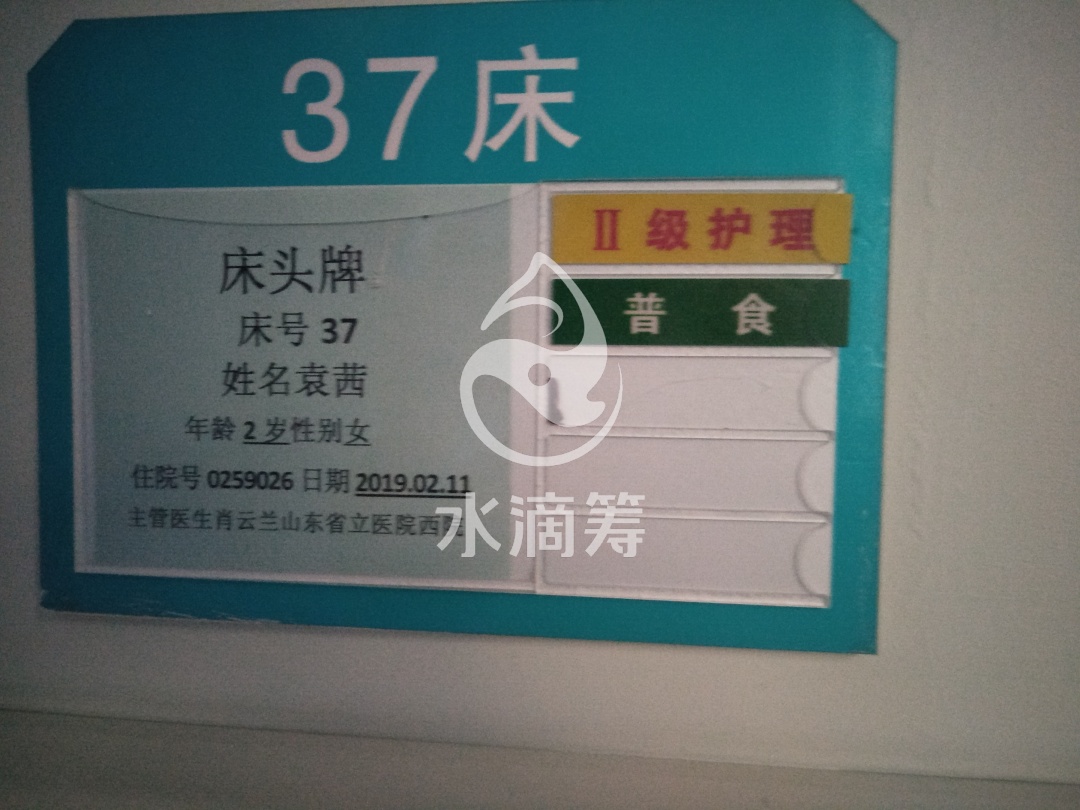 37床
床头牌
床号 37
姓名袁茜
年龄 2 岁性别女
住院号 0259026 日期 2019.02.11
主管医生肖云兰山东省立医院西院
II 级护理
普 食
水滴筹